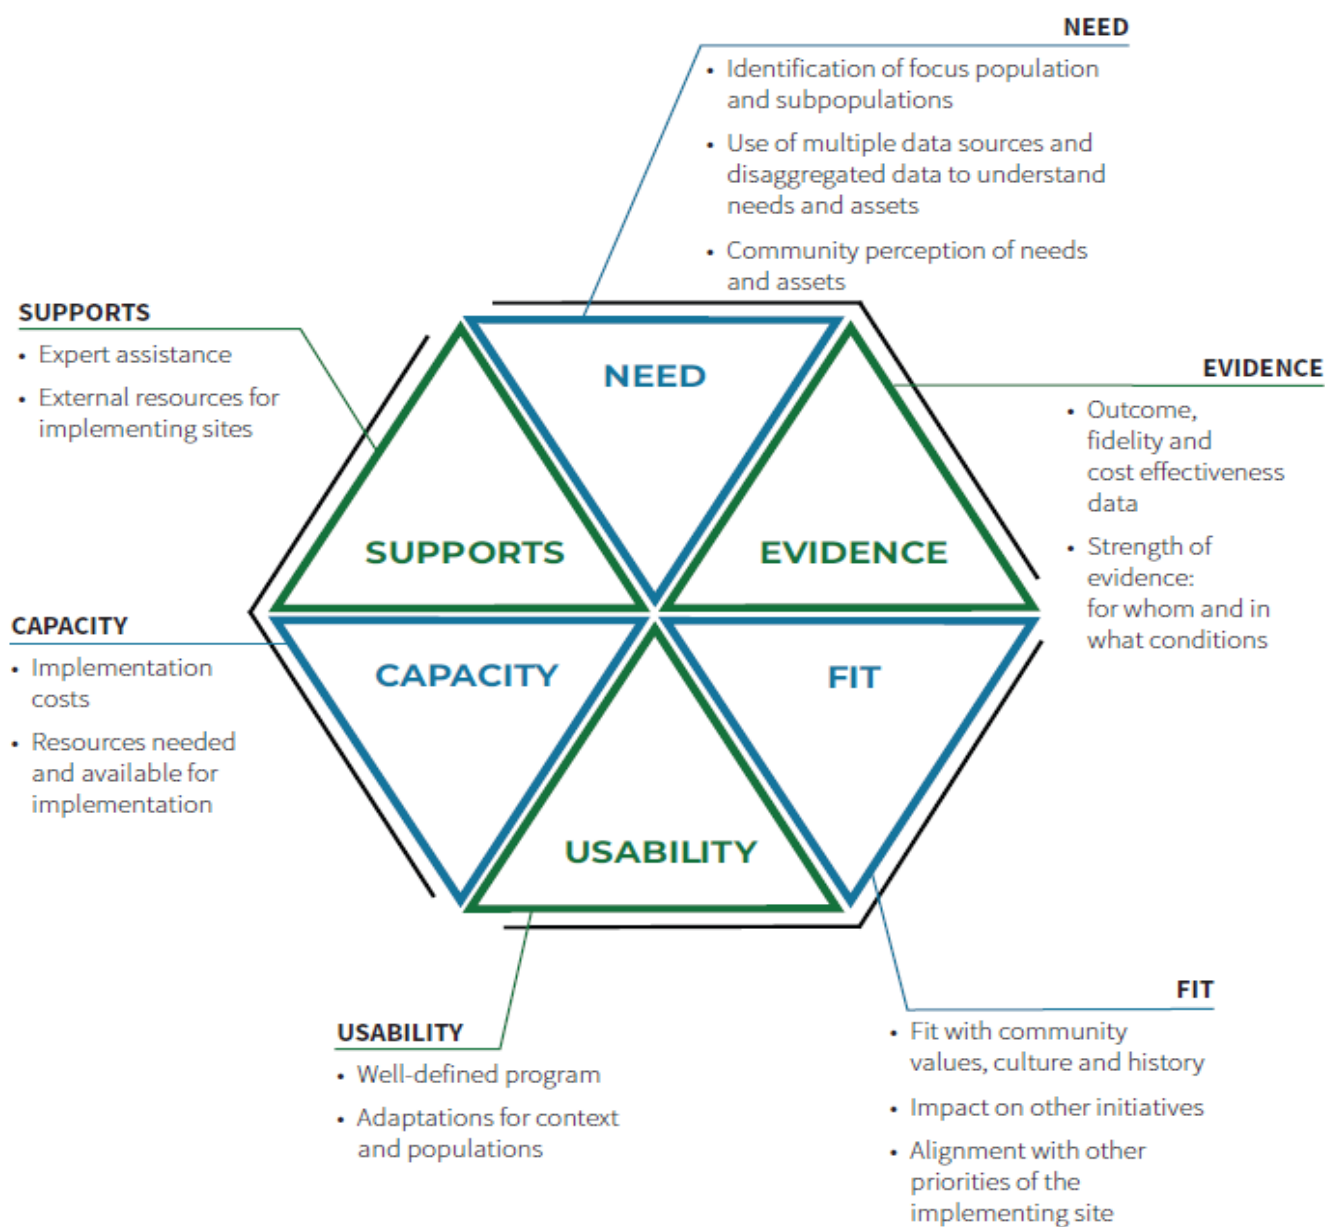 NEED
• Identification of focus population
and subpopulations
• Use of multiple data sources and
disaggregated data to understand
needs and assets
• Community perception of needs
and assets
SUPPORTS
• Expert assistance
• External resources for
implementing sites
EVIDENCE
• Outcome,
fidelity and
cost effectiveness
data
• Strength of
evidence:
for whom and in
what conditions
NEED
SUPPORTS
EVIDENCE
CAPACITY
FIT
USABILITY
CAPACITY
• Implementation
costs
• Resources needed
and available for
implementation
USABILITY
• Well-defined program
• Adaptations for context
and populations
FIT
• Fit with community
values, culture and history
• Impact on other initiatives
• Alignment with other
priorities of the
implementing site